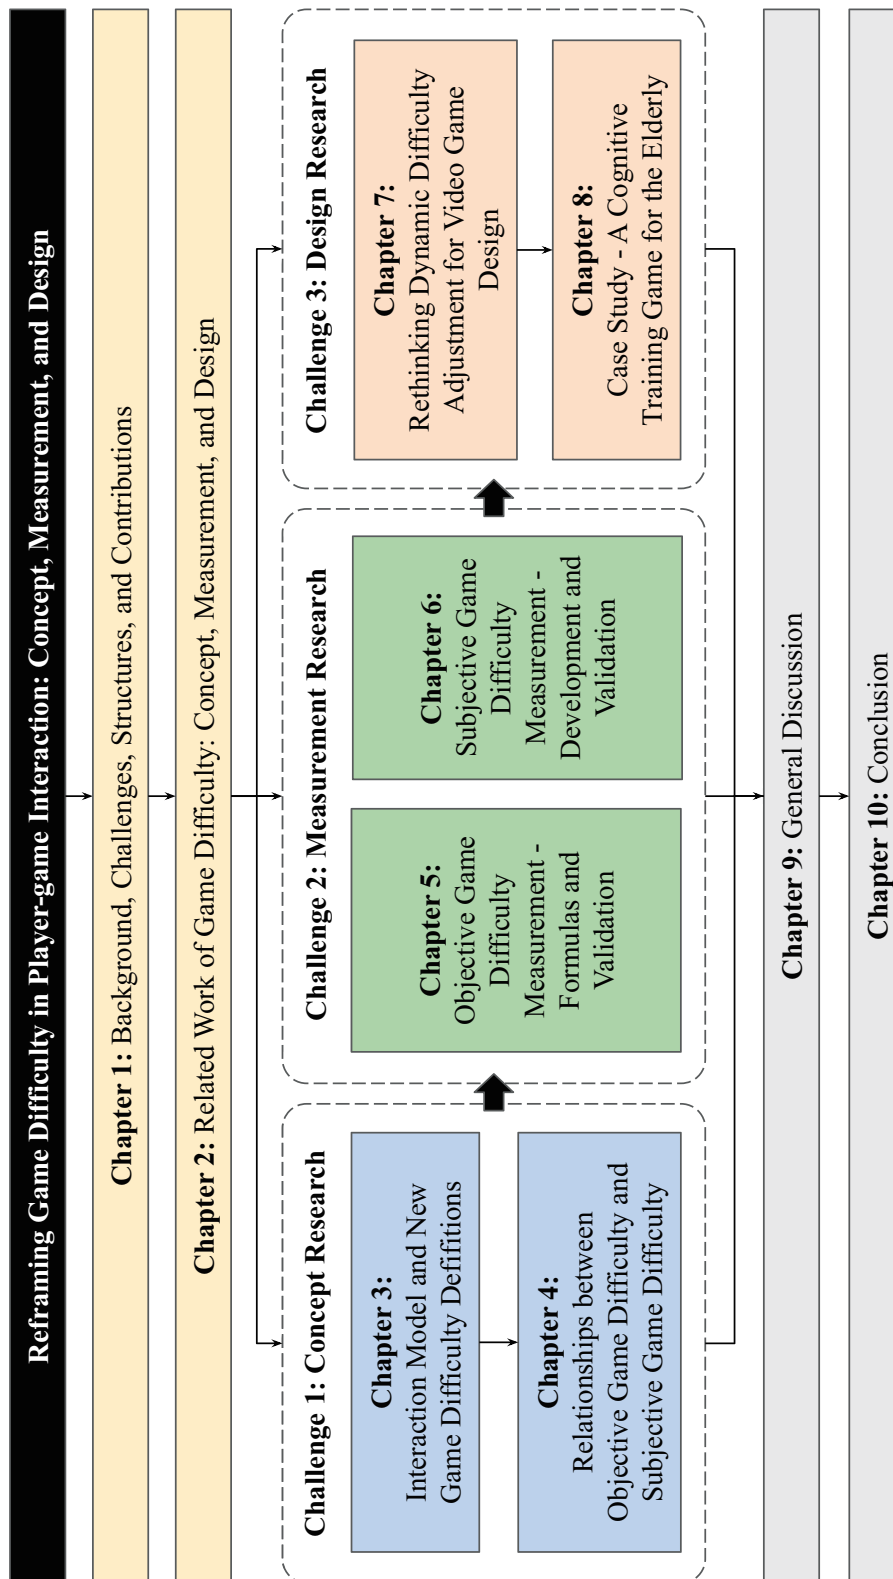 Reframing Game Difficulty in Player-game Interaction: Concept, Measurement, and Design
Chapter 1: Background, Challenges, Structures, and Contributions
Chapter 2: Related Work of Game Difficulty: Concept, Measurement, and Design
Challenge 1: Concept Research
Chapter 3:
Interaction Model and New
Game Difficulty Defifitions
Chapter 4:
Relationships between
Objective Game Difficulty and
Subjective Game Difficulty
Challenge 2: Measurement Research
Chapter 5:
Objective Game
Difficulty
Measurement -
Formulas and
Validation
Chapter 6:
Subjective Game
Difficulty
Measurement -
Development and
Validation
Challenge 3: Design Research
Chapter 7:
Rethinking Dynamic Difficulty
Adjustment for Video Game
Design
Chapter 8:
Case Study - A Cognitive
Training Game for the Elderly
Chapter 9: General Discussion
Chapter 10: Conclusion